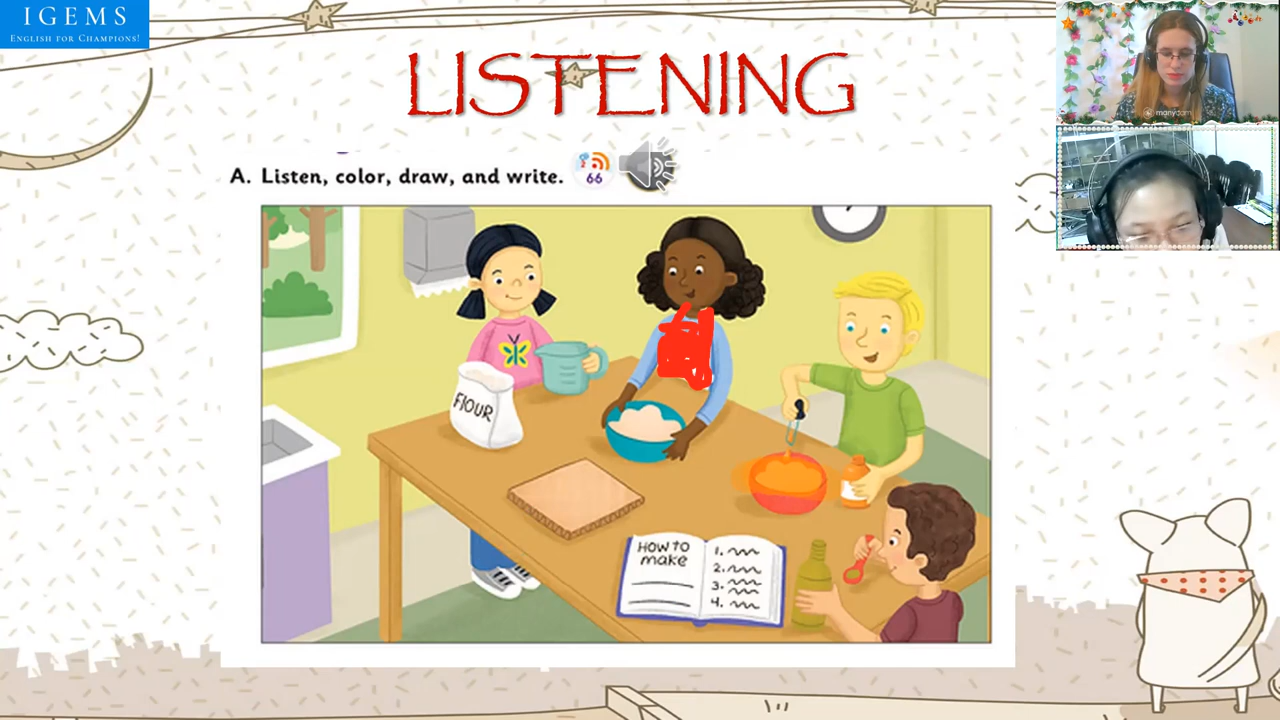 IGEMS
ENGLISH FOR CHAMPIONS!
LISTENING
A. Listen, color, draw, and write.
66
manycam
FlOUR
HOW TO
make
1.
2.
3.
4.